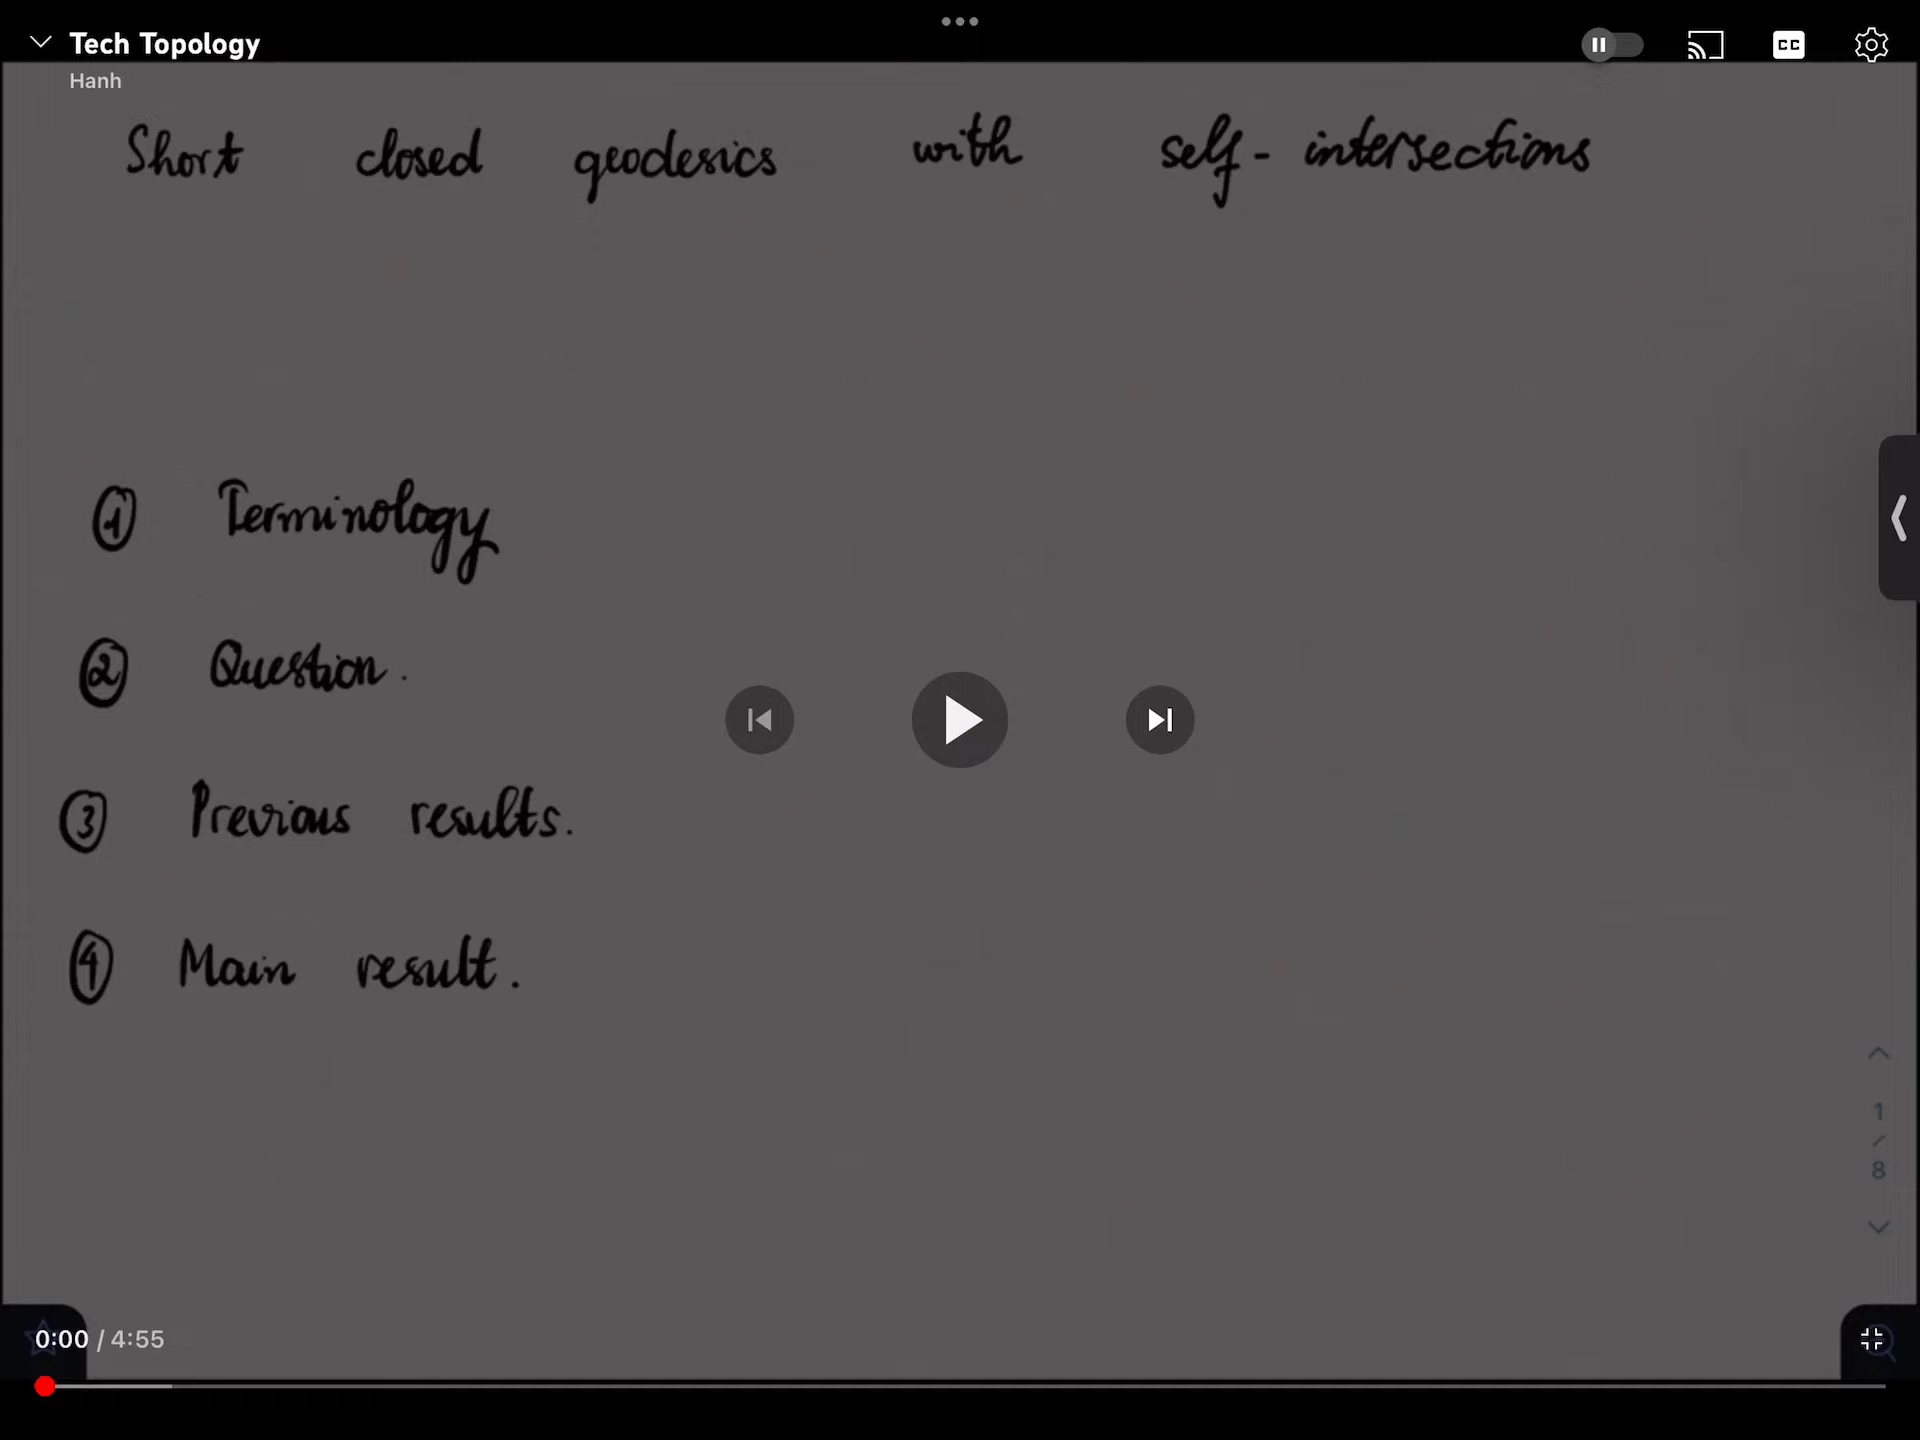 Tech Topology
CC
Hanh
Short closed geodesics with self-intersections
① Terminology
② Question.
③ Previous results.
④ Main result.
1
/
8
0:00 / 4:55